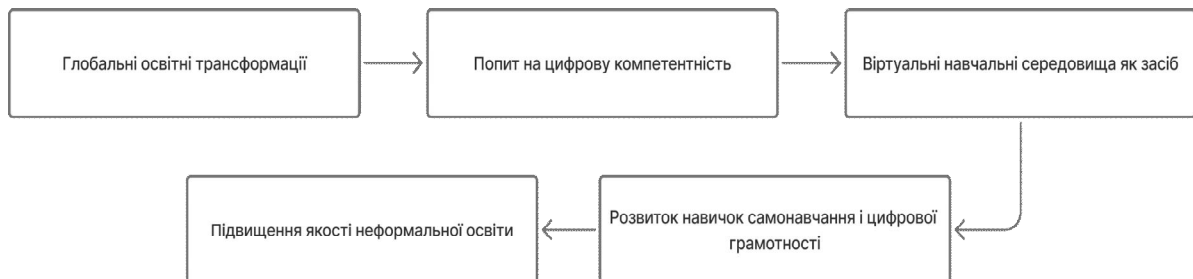 Глобальні освітні трансформації
Попит на цифрову компетентність
Віртуальні навчальні середовища як засіб
Розвиток навичок самонавчання і цифрової
грамотності
Підвищення якості неформальної освіти